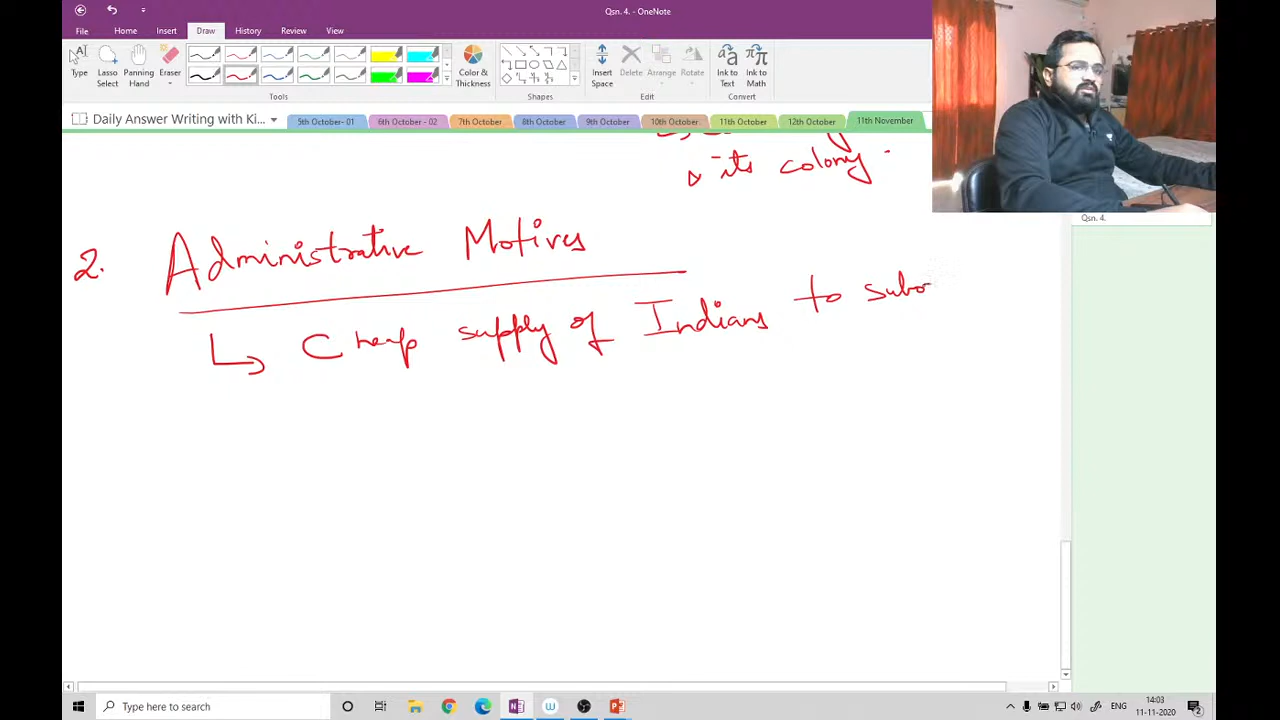 Qsn. 4. - OneNote
File Home Insert Draw History Review View
Type Lasso Select Panning Hand Eraser Color & Thickness Insert Space Delete Arrange Rotate Ink to Text Ink to Math
Tools Shapes Edit Convert
Daily Answer Writing with Ki... 5th October- 01 6th October - 02 7th October 8th October 9th October 10th October. 11th October 12th October 11th November
its colony.
Qsn. 4.
2. Administrative Motives
↳ Cheap supply of Indians to subo
Type here to search ENG 14:03 11-11-2020 2